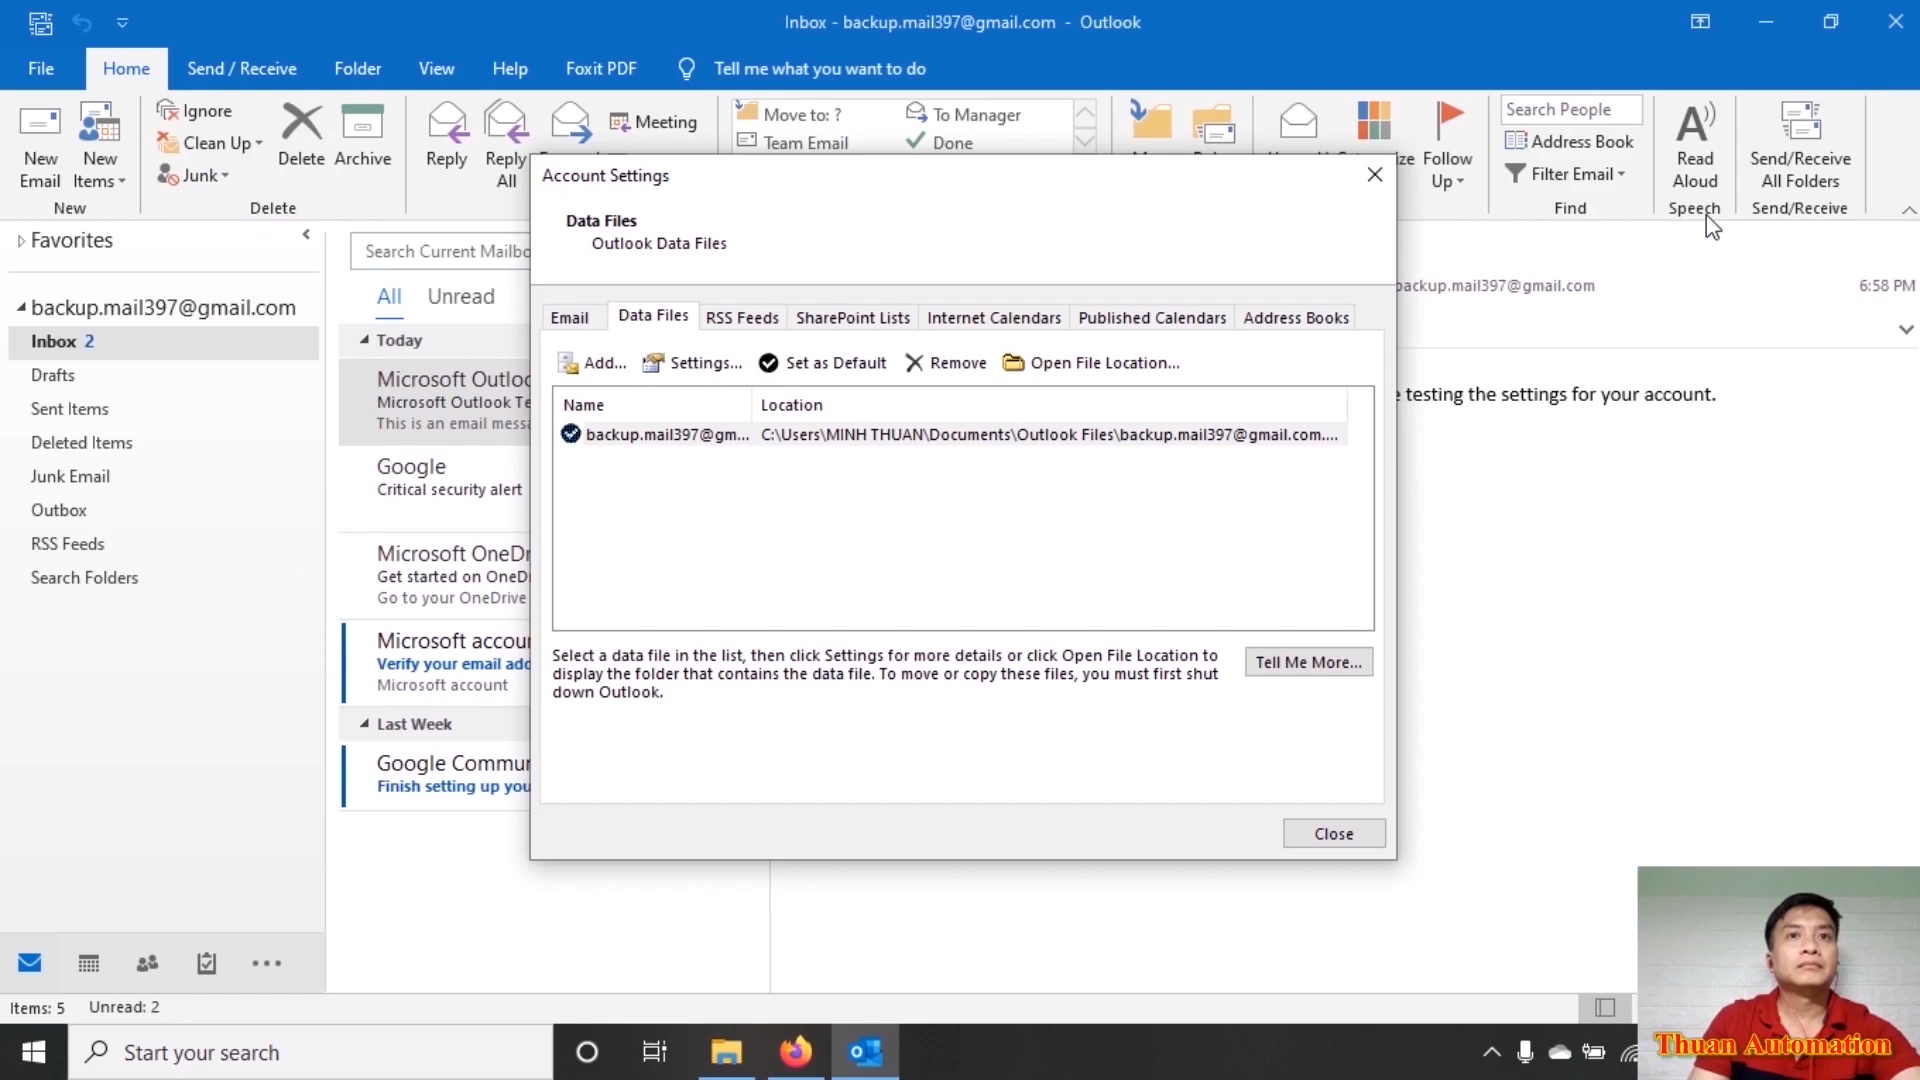 Inbox - backup.mail397@gmail.com - Outlook
File Home Send / Receive Folder View Help Foxit PDF Tell me what you want to do
New Email
New Items
New
Ignore
Clean Up
Junk
Delete
Archive
Delete
Reply
Reply All
Meeting
Move to: ?
Team Email
To Manager
Done
Follow Up
Search People
Address Book
Filter Email
Find
Read Aloud
Speech
Send/Receive All Folders
Send/Receive
Favorites
backup.mail397@gmail.com
Inbox 2
Drafts
Sent Items
Deleted Items
Junk Email
Outbox
RSS Feeds
Search Folders
Search Current Mailbo
All Unread
Today
Microsoft Outloo
Microsoft Outlook Te
This is an email messa
Google
Critical security alert
Microsoft OneDr
Get started on OneD
Go to your OneDrive
Microsoft accou
Verify your email add
Microsoft account
Last Week
Google Commu
Finish setting up you
backup.mail397@gmail.com
6:58 PM
testing the settings for your account.
Account Settings
Data Files
Outlook Data Files
Email Data Files RSS Feeds SharePoint Lists Internet Calendars Published Calendars Address Books
Add... Settings... Set as Default Remove Open File Location...
Name Location
backup.mail397@gm... C:\Users\MINH THUAN\Documents\Outlook Files\backup.mail397@gmail.com....
Select a data file in the list, then click Settings for more details or click Open File Location to
display the folder that contains the data file. To move or copy these files, you must first shut
down Outlook.
Tell Me More...
Close
Items: 5 Unread: 2
Start your search
Thuan Automation